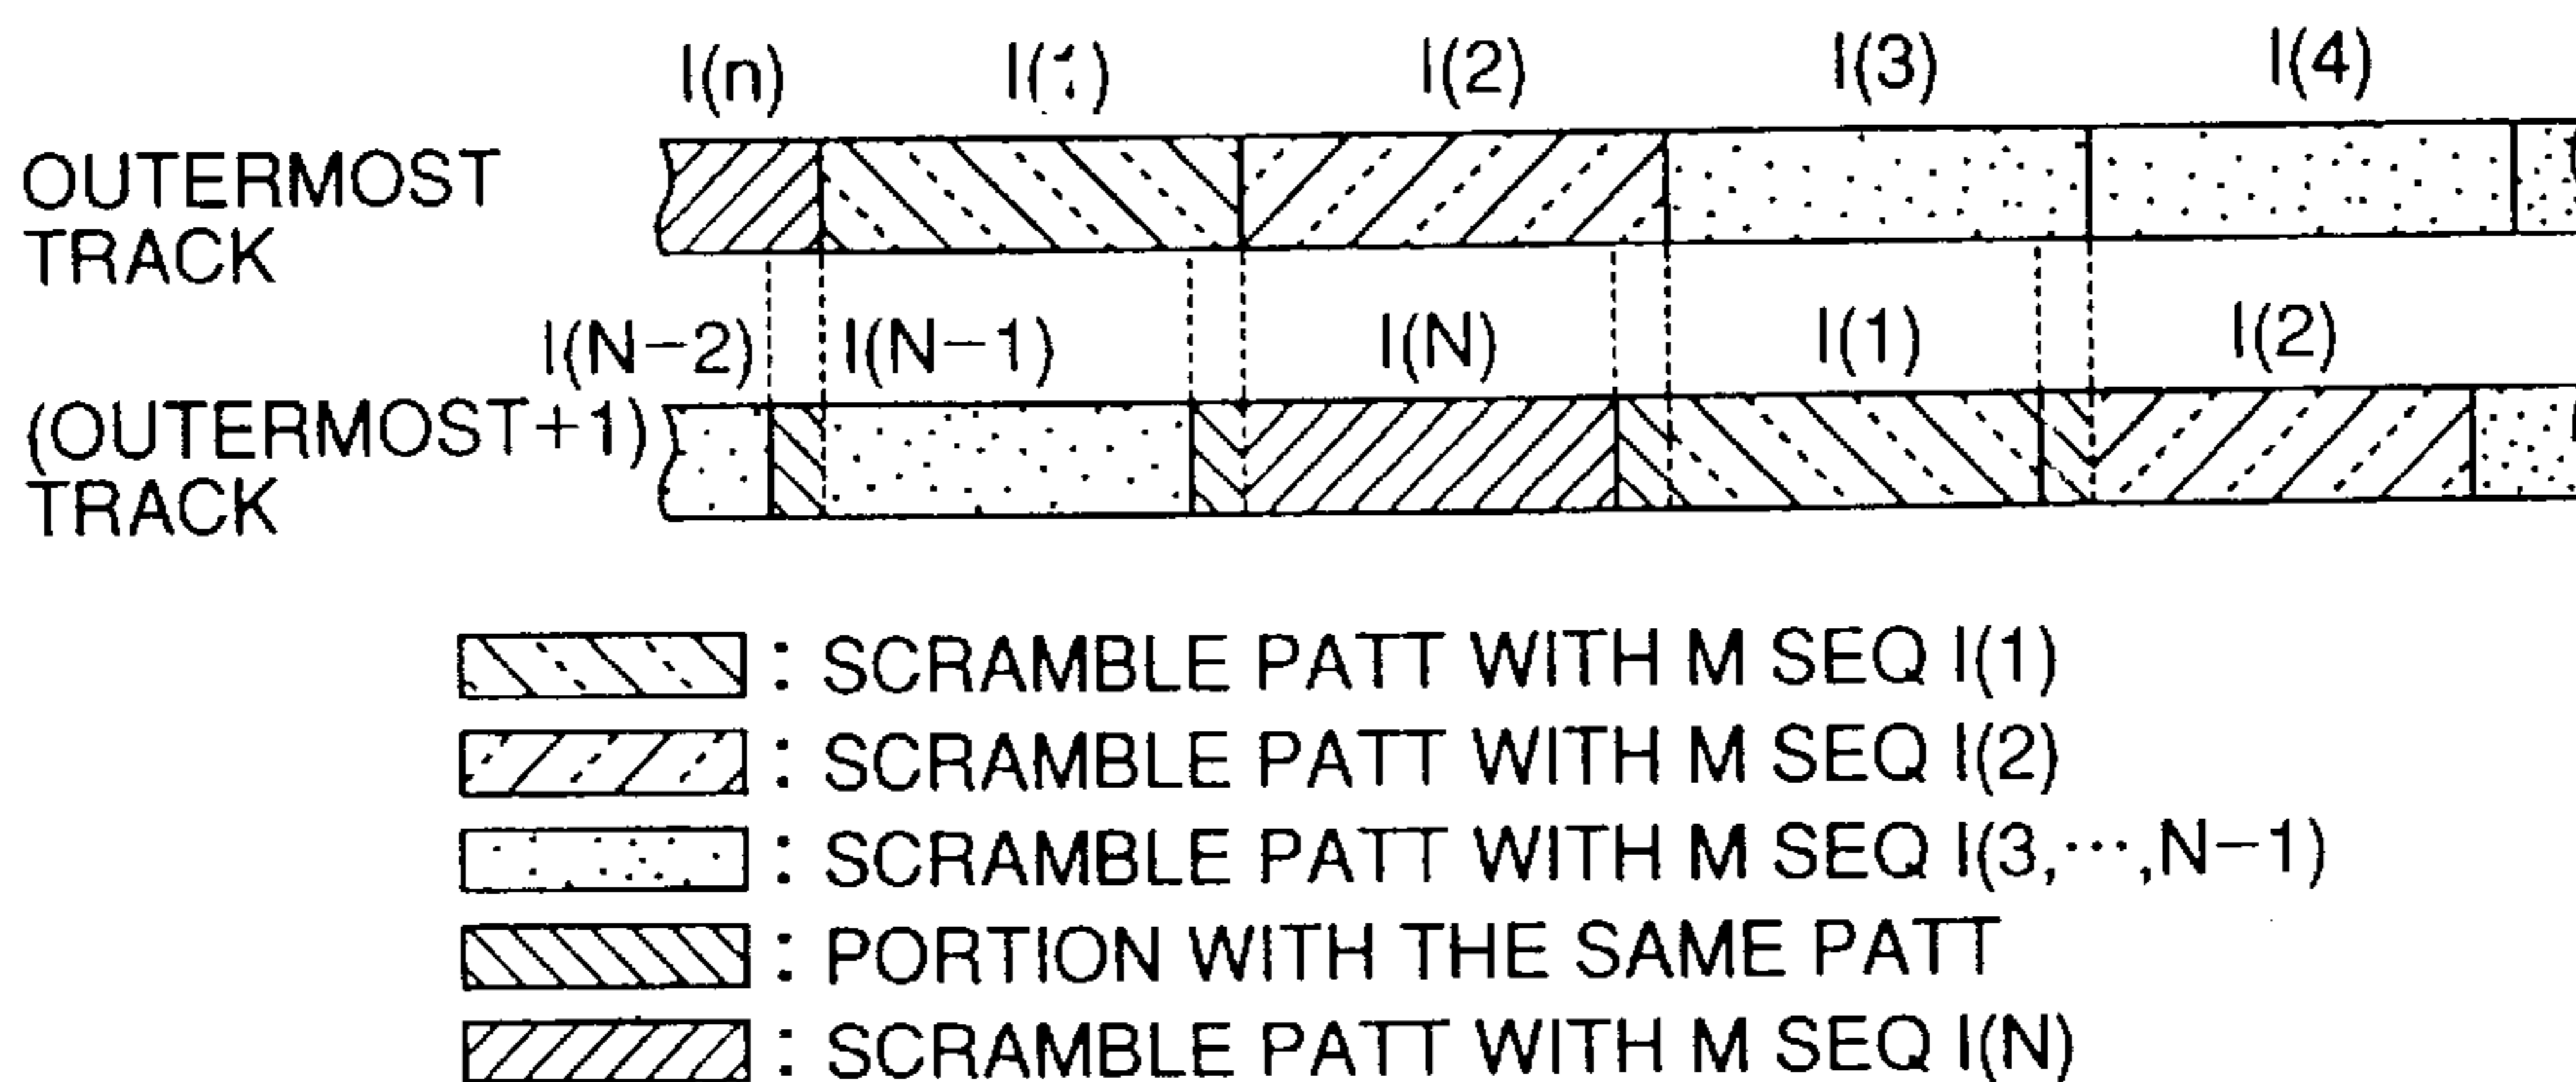 I(n) I(1) I(2) I(3) I(4)
OUTERMOST
TRACK
I(N-2) I(N-1) I(N) I(1) I(2)
(OUTERMOST+1)
TRACK
: SCRAMBLE PATT WITH M SEQ I(1)
: SCRAMBLE PATT WITH M SEQ I(2)
: SCRAMBLE PATT WITH M SEQ I(3,⋯,N-1)
: PORTION WITH THE SAME PATT
: SCRAMBLE PATT WITH M SEQ I(N)